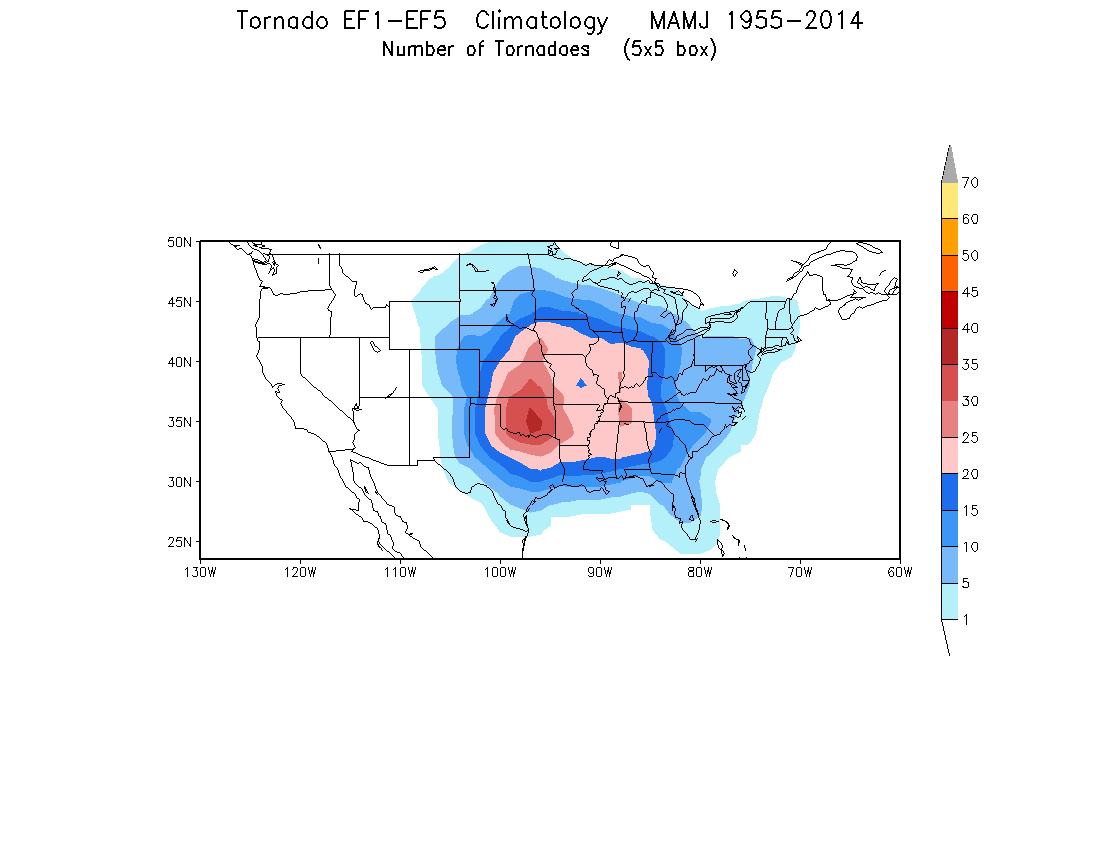 Tornado EF1-EF5 Climatology MAMJ 1955-2014
Number of Tornadoes (5x5 box)
70
60
50
45
40
35
30
25
20
15
10
5
1
50N
45N
40N
35N
30N
25N
130W 120W 110W 100W 90W 80W 70W 60W